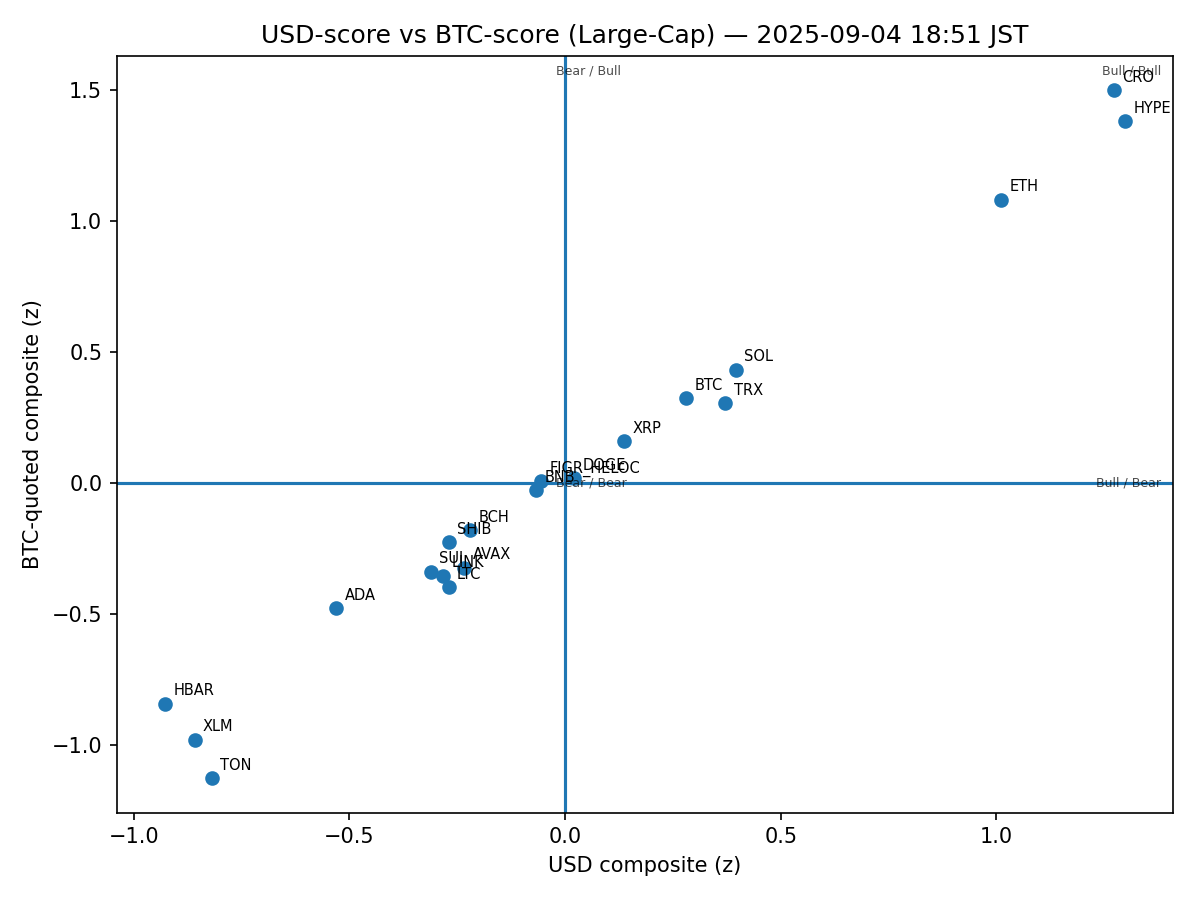 USD-score vs BTC-score (Large-Cap) — 2025-09-04 18:51 JST
Bear / Bull
Bull / Bull
CRO
HYPE
ETH
SOL
BTC
TRX
XRP
DOGE
FIGR_HELOC
BNB
Bear / Bear
Bull / Bear
BCH
SHIB
AVAX
SUI
LINK
LTC
ADA
HBAR
XLM
TON
1.5
1.0
0.5
0.0
−0.5
−1.0
BTC-quoted composite (z)
−1.0
−0.5
0.0
0.5
1.0
USD composite (z)